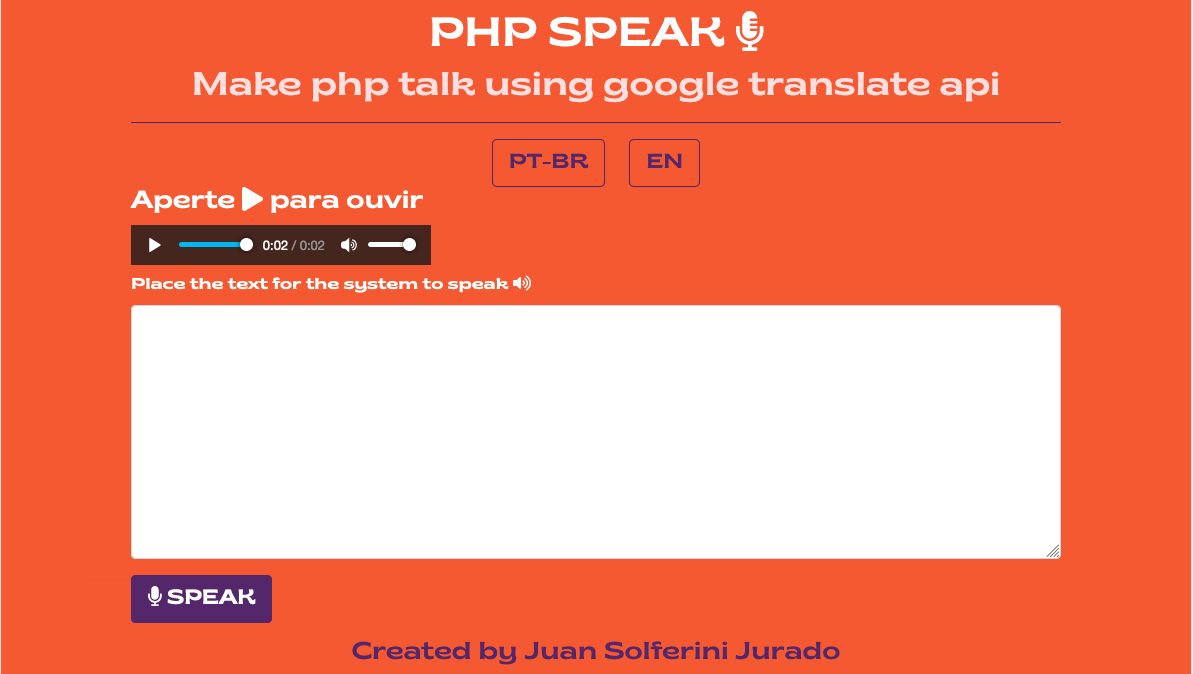 PHP SPEAK
Make php talk using google translate api
PT-BR EN
Aperte para ouvir
0:02 / 0:02
Place the text for the system to speak
SPEAK
Created by Juan Solferini Jurado